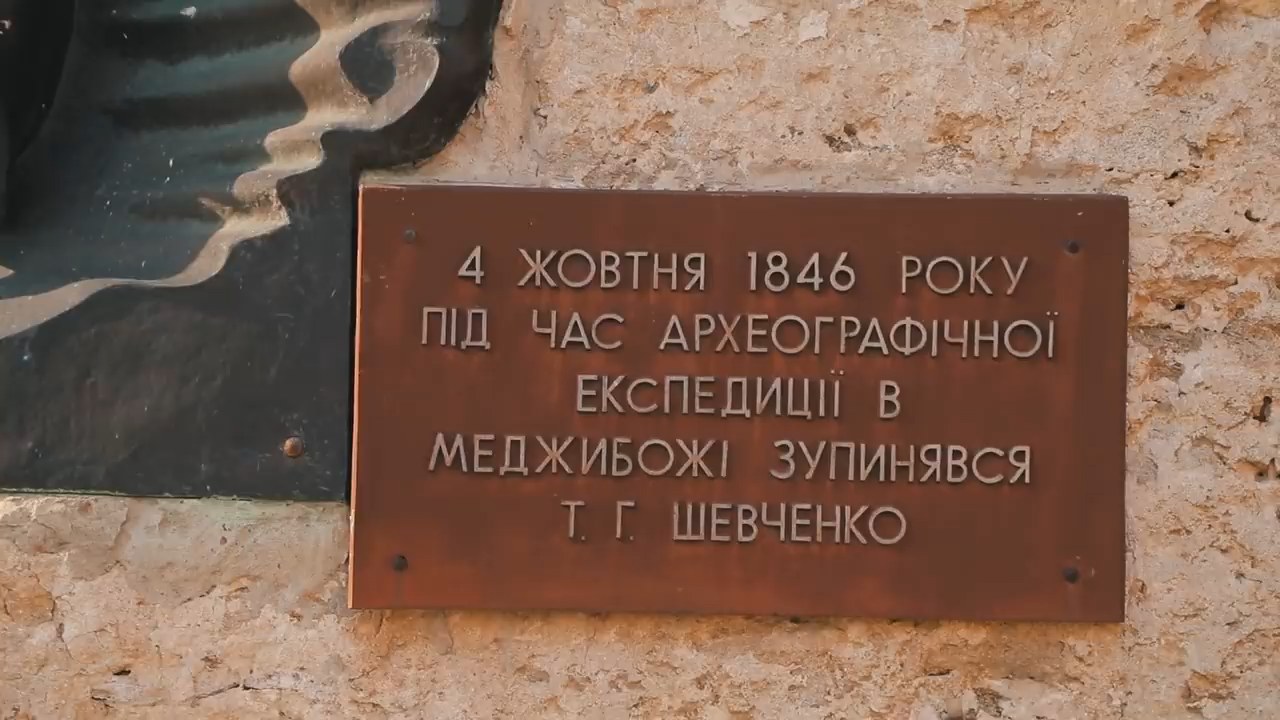 4 ЖОВТНЯ 1846 РОКУ
ПІД ЧАС АРХЕОГРАФІЧНОЇ
ЕКСПЕДИЦІЇ В
МЕДЖИБОЖІ ЗУПИНЯВСЯ
Т. Г. ШЕВЧЕНКО